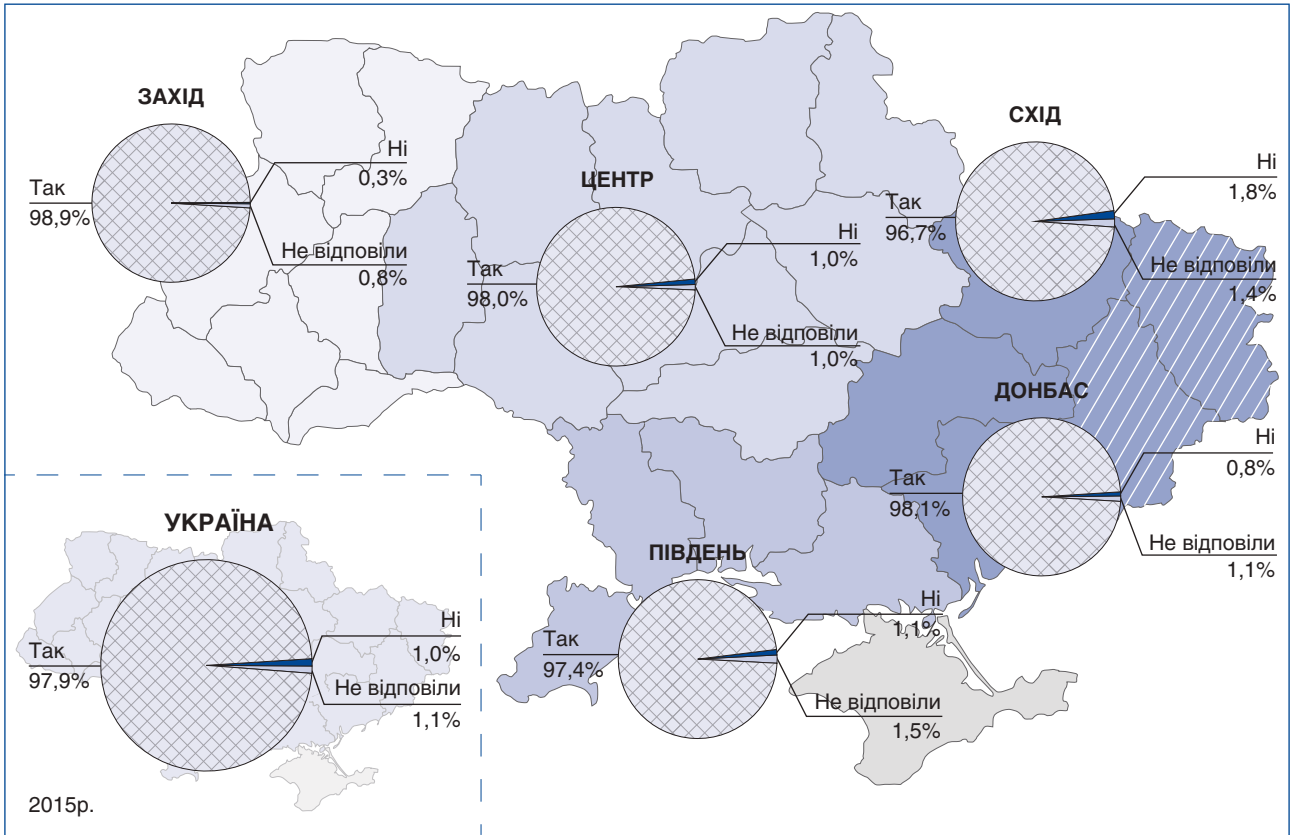 ЗАХІД
Так
98,9%
Ні
0,3%
Не відповіли
0,8%
ЦЕНТР
Так
98,0%
Ні
1,0%
Не відповіли
1,0%
СХІД
Так
96,7%
Ні
1,8%
Не відповіли
1,4%
ДОНБАС
Так
98,1%
Ні
0,8%
Не відповіли
1,1%
ПІВДЕНЬ
Так
97,4%
Ні
1,1%
Не відповіли
1,5%
УКРАЇНА
Так
97,9%
Ні
1,0%
Не відповіли
1,1%
2015р.